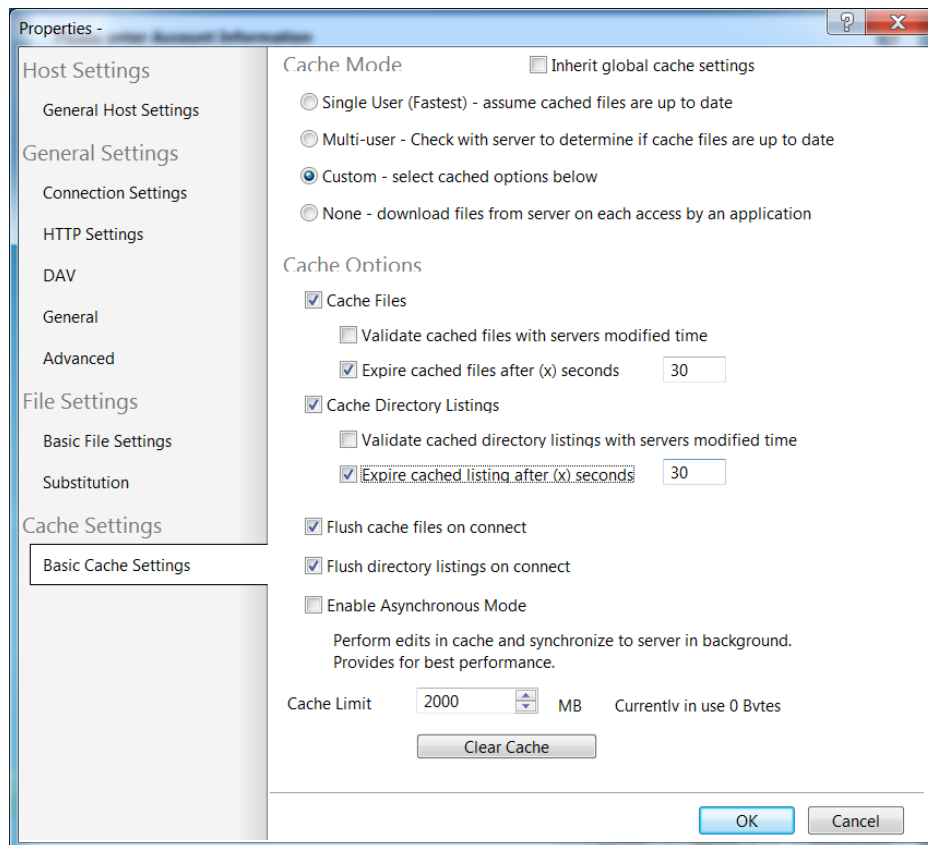 Properties -
Please enter Account Information
Host Settings
General Host Settings
General Settings
Connection Settings
HTTP Settings
DAV
General
Advanced
File Settings
Basic File Settings
Substitution
Cache Settings
Basic Cache Settings
Cache Mode
Inherit global cache settings
Single User (Fastest) - assume cached files are up to date
Multi-user - Check with server to determine if cache files are up to date
Custom - select cached options below
None - download files from server on each access by an application
Cache Options
Cache Files
Validate cached files with servers modified time
Expire cached files after (x) seconds 30
Cache Directory Listings
Validate cached directory listings with servers modified time
Expire cached listing after (x) seconds 30
Flush cache files on connect
Flush directory listings on connect
Enable Asynchronous Mode
Perform edits in cache and synchronize to server in background.
Provides for best performance.
Cache Limit 2000 MB Currently in use 0 Bytes
Clear Cache
OK Cancel